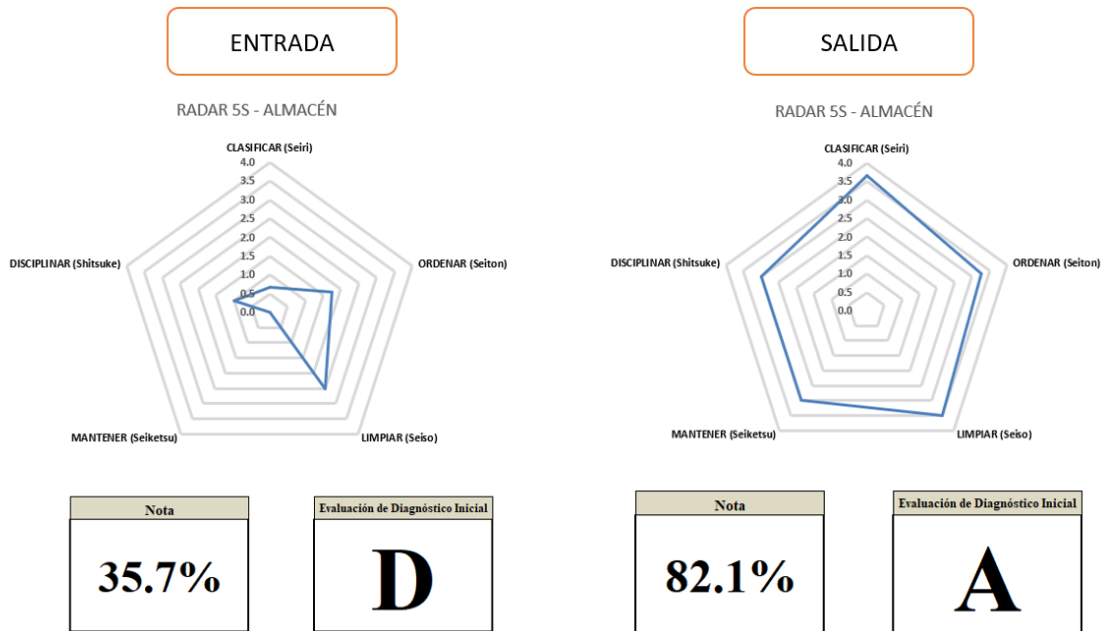 ENTRADA
RADAR 5S - ALMACÉN
CLASIFICAR (Seiri)
4.0
3.5
3.0
2.5
2.0
1.5
1.0
0.5
0.0
ORDENAR (Seiton)
LIMPIAR (Seiso)
MANTENER (Seiketsu)
DISCIPLINAR (Shitsuke)
Nota
35.7%
Evaluación de Diagnóstico Inicial
D
SALIDA
RADAR 5S - ALMACÉN
CLASIFICAR (Seiri)
4.0
3.5
3.0
2.5
2.0
1.5
1.0
0.5
0.0
ORDENAR (Seiton)
LIMPIAR (Seiso)
MANTENER (Seiketsu)
DISCIPLINAR (Shitsuke)
Nota
82.1%
Evaluación de Diagnóstico Inicial
A